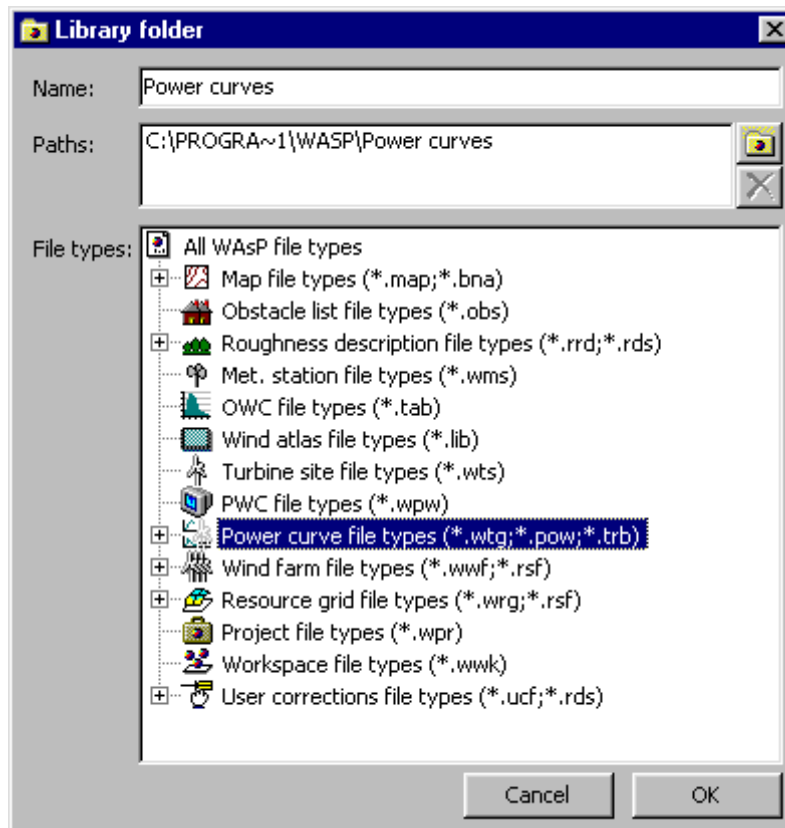 Library folder
Name: Power curves
Paths: C:\PROGRA~1\WASP\Power curves
File types: All WAsP file types
Map file types (*.map;*.bna)
Obstacle list file types (*.obs)
Roughness description file types (*.rrd;*.rds)
Met. station file types (*.wms)
OWC file types (*.tab)
Wind atlas file types (*.lib)
Turbine site file types (*.wts)
PWC file types (*.wpw)
Power curve file types (*.wtg;*.pow;*.trb)
Wind farm file types (*.wwf;*.rsf)
Resource grid file types (*.wrg;*.rsf)
Project file types (*.wpr)
Workspace file types (*.wwk)
User corrections file types (*.ucf;*.rds)
Cancel OK